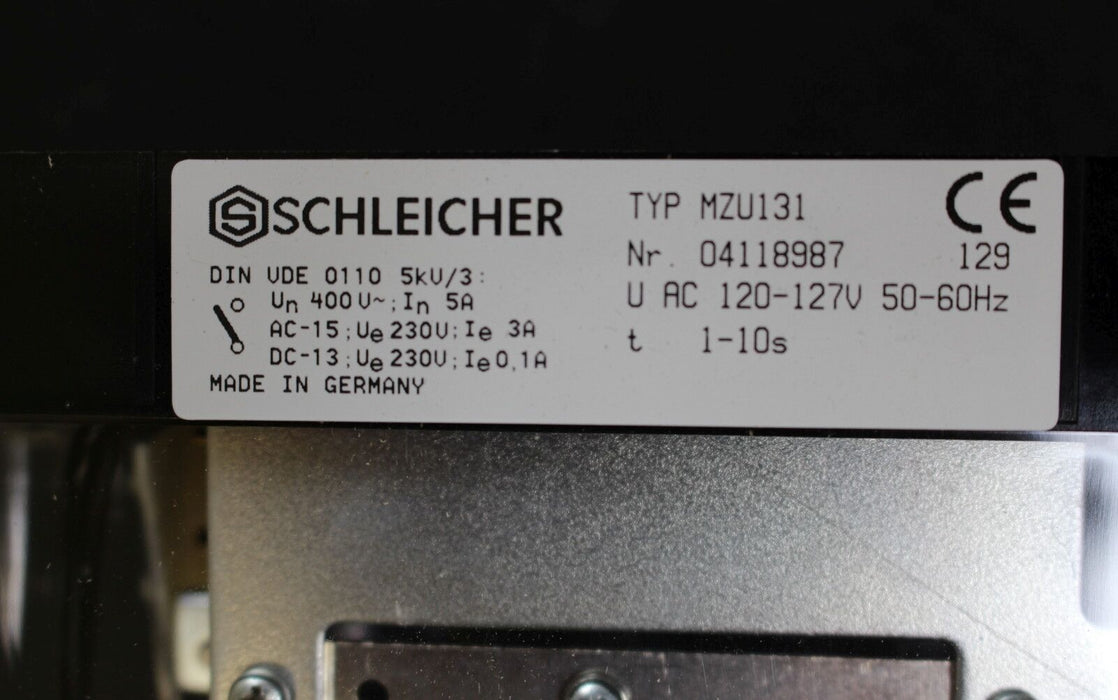 SCHLEICHER
DIN VDE 0110 5kV/3:
Un 400V~; In 5A
AC-15; Ue 230V; Ie 3A
DC-13; Ue 230V; Ie 0,1A
MADE IN GERMANY
TYP MZU131
CE
Nr. 04118987 129
U AC 120-127V 50-60Hz
t 1-10s